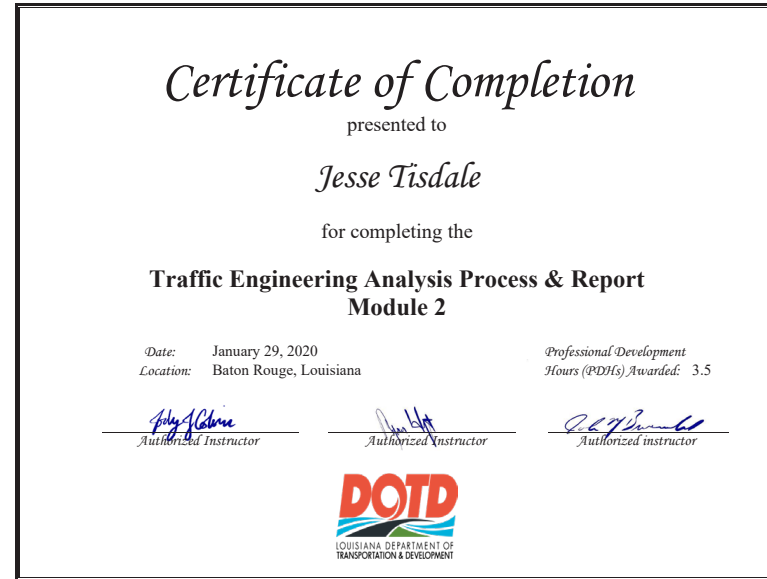 Certificate of Completion
presented to
Jesse Tisdale
for completing the
Traffic Engineering Analysis Process & Report
Module 2
Date: January 29, 2020
Location: Baton Rouge, Louisiana
Professional Development
Hours (PDHs) Awarded: 3.5
Authorized Instructor
Authorized Instructor
Authorized instructor
DOTD
LOUISIANA DEPARTMENT OF
TRANSPORTATION & DEVELOPMENT